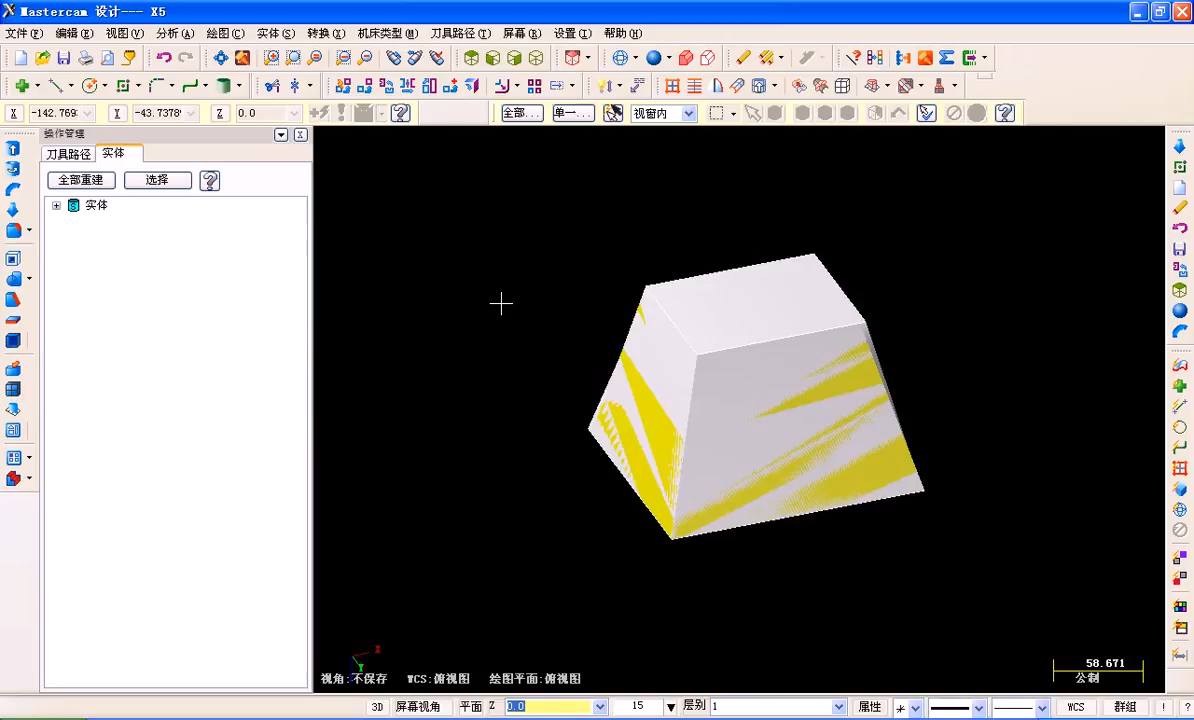 Mastercam 设计--- X5
文件(F) 编辑(E) 视图(V) 分析(A) 绘图(C) 实体(S) 转换(X) 机床类型(M) 刀具路径(T) 屏幕(R) 设置(I) 帮助(H)
X -142.769 Y -43.7378 Z 0.0 全部... 单一... 视窗内
操作管理
刀具路径 实体
全部重建 选择
实体
58.671
公制
视角:不保存 WCS:俯视图 绘图平面:俯视图
3D 屏幕视角 平面 Z 0.0 15 层别 1 属性 WCS 群组 ! ?